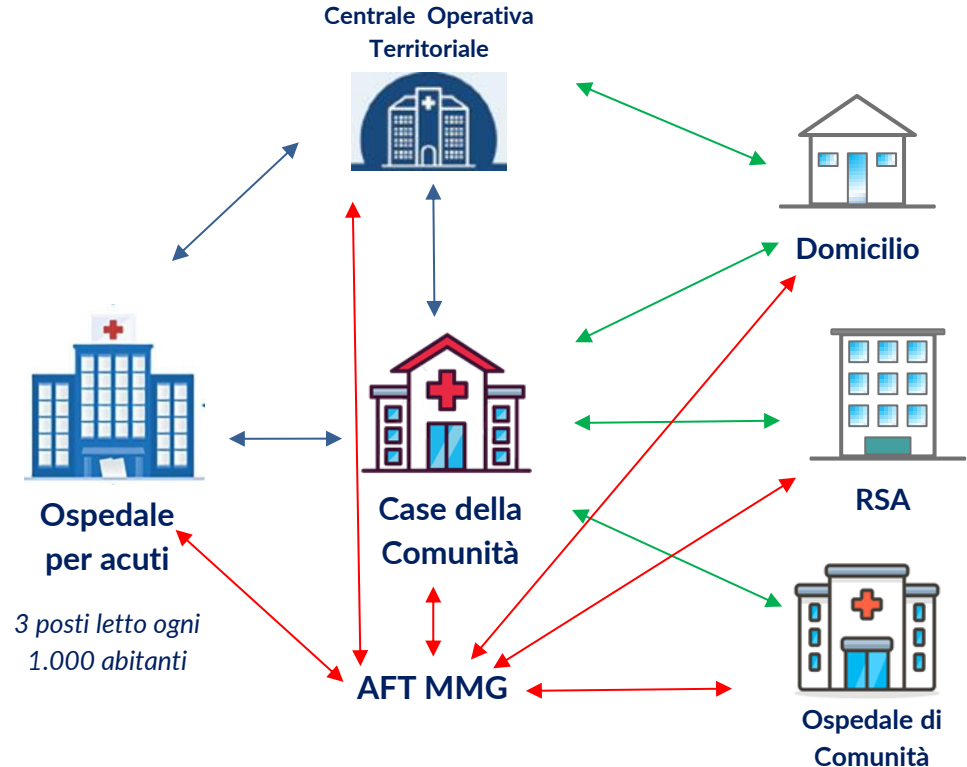 Centrale Operativa
Territoriale
Domicilio
Ospedale
per acuti
3 posti letto ogni
1.000 abitanti
Case della
Comunità
RSA
AFT MMG
Ospedale di
Comunità